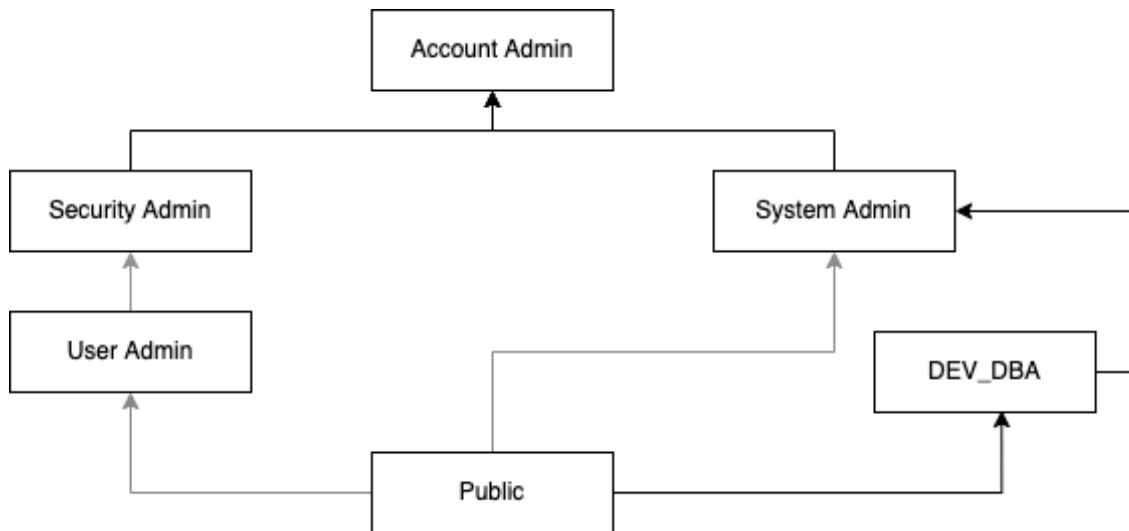 Account Admin
Security Admin
System Admin
User Admin
DEV_DBA
Public